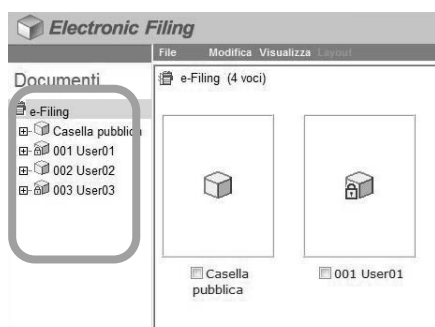 Electronic Filing
File Modifica Visualizza Layout
Documenti
e-Filing (4 voci)
e-Filing
Casella pubblica
001 User01
002 User02
003 User03
Casella
pubblica
001 User01